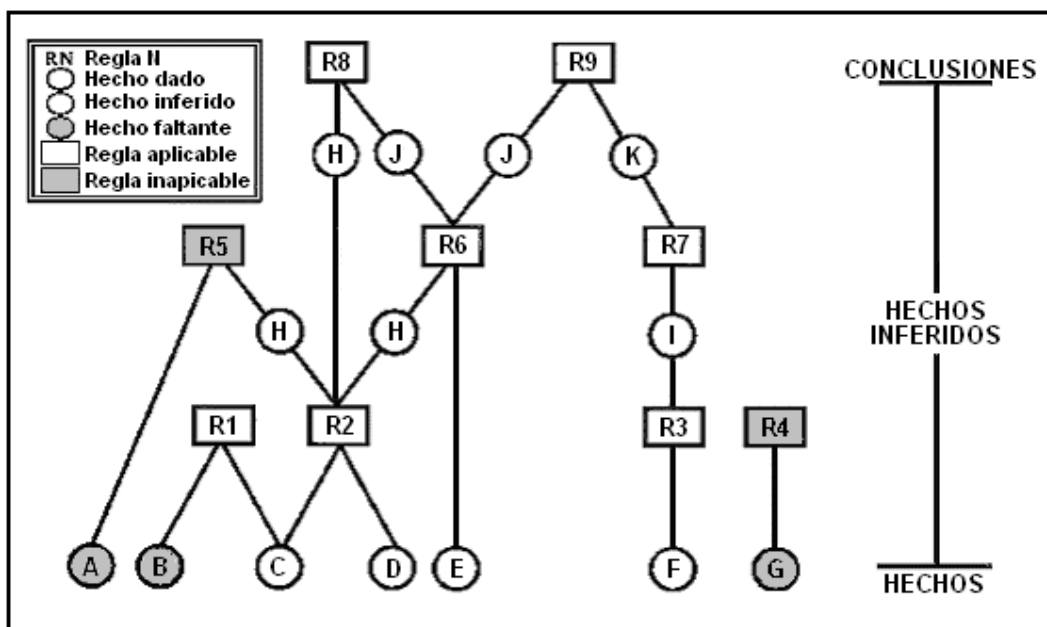 RN Regla N
Hecho dado
Hecho inferido
Hecho faltante
Regla aplicable
Regla inapicable
R8
R9
CONCLUSIONES
H
J
J
K
R5
R6
R7
H
H
I
HECHOS
INFERIDOS
R1
R2
R3
R4
A
B
C
D
E
F
G
HECHOS